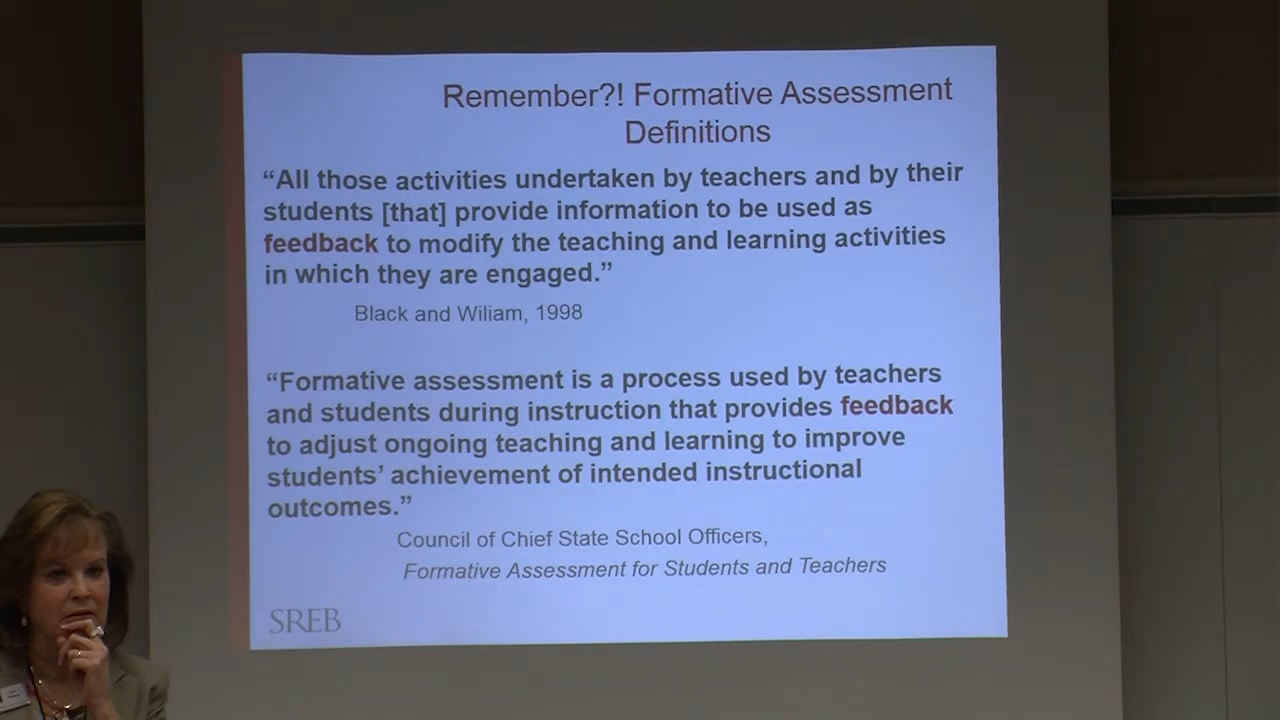 Remember?! Formative Assessment
Definitions
“All those activities undertaken by teachers and by their
students [that] provide information to be used as
feedback to modify the teaching and learning activities
in which they are engaged.”
Black and Wiliam, 1998
“Formative assessment is a process used by teachers
and students during instruction that provides feedback
to adjust ongoing teaching and learning to improve
students’ achievement of intended instructional
outcomes.”
Council of Chief State School Officers,
Formative Assessment for Students and Teachers
SREB